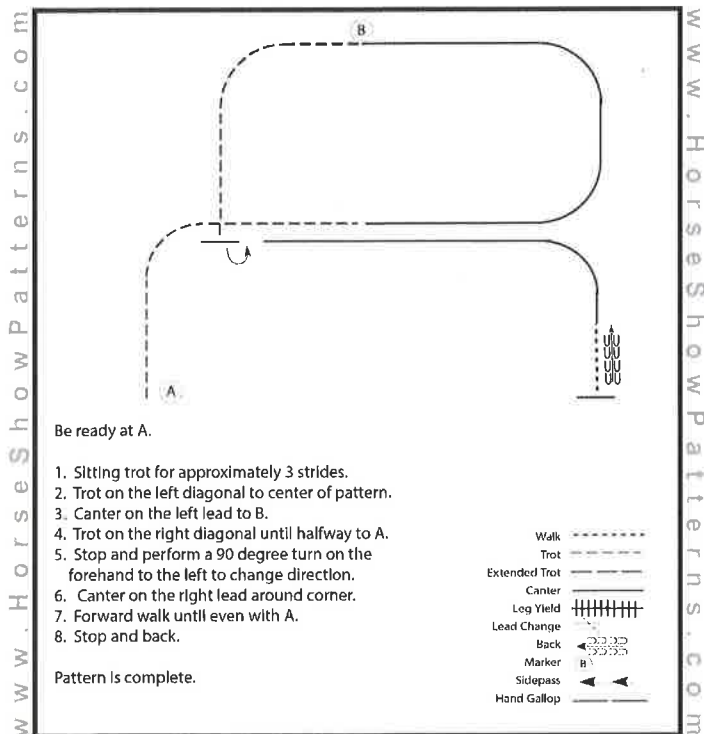 www.HorseShowPatterns.com
B
A
Be ready at A.
1. Sitting trot for approximately 3 strides.
2. Trot on the left diagonal to center of pattern.
3. Canter on the left lead to B.
4. Trot on the right diagonal until halfway to A.
5. Stop and perform a 90 degree turn on the
forehand to the left to change direction.
6. Canter on the right lead around corner.
7. Forward walk until even with A.
8. Stop and back.
Pattern is complete.
Walk
Trot
Extended Trot
Canter
Leg Yield
Lead Change
Back
Marker B
Sidepass
Hand Gallop
www.HorseShowPatterns.com